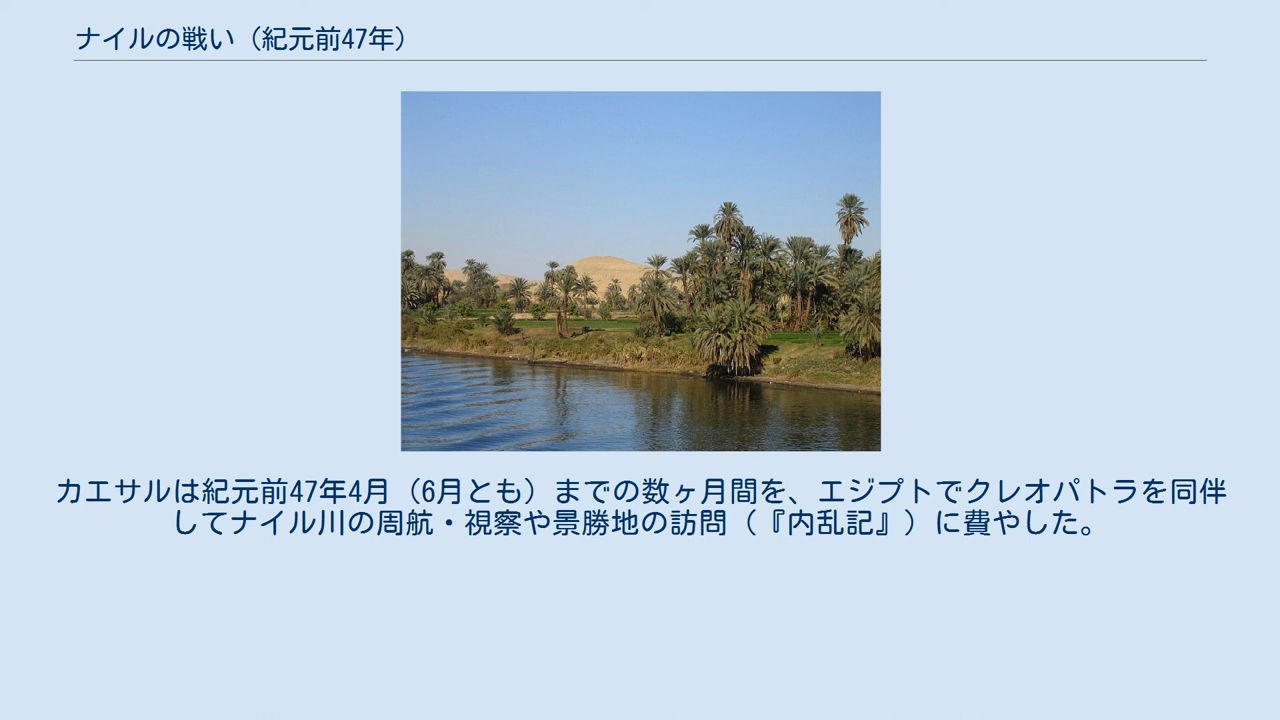 ナイルの戦い（紀元前47年）
カエサルは紀元前47年4月（6月とも）までの数ヶ月間を、エジプトでクレオパトラを同伴
してナイル川の周航・視察や景勝地の訪問（『内乱記』）に費やした。